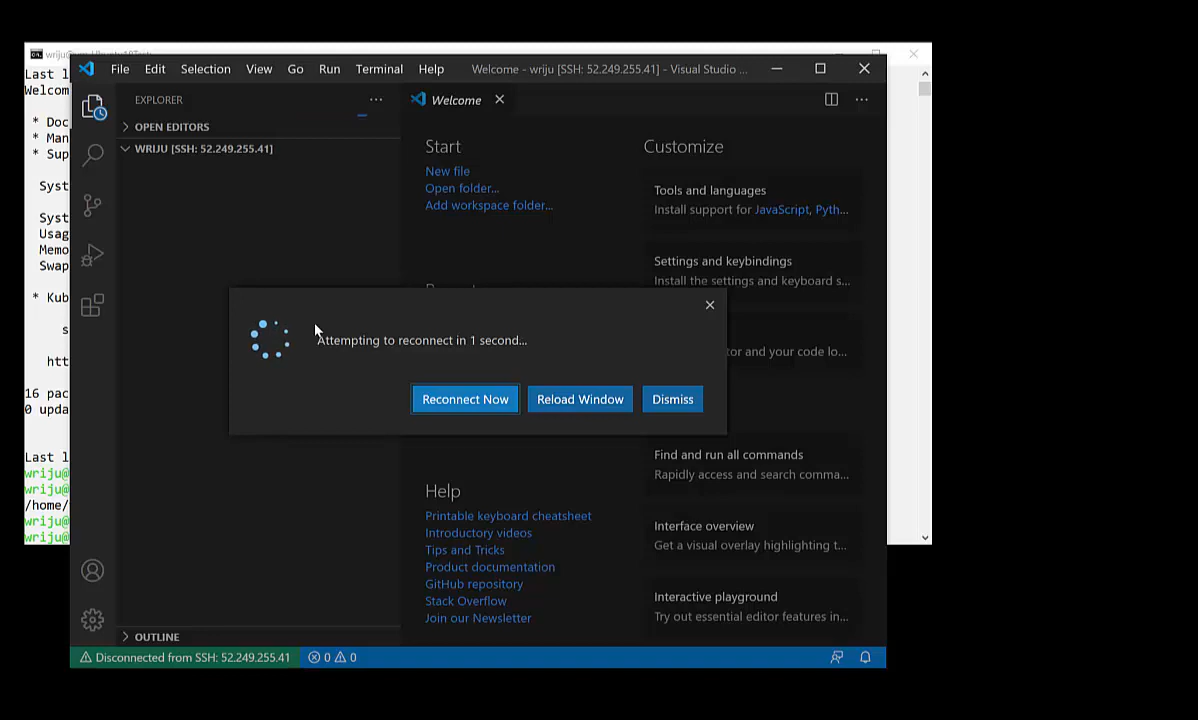 Last l
Welcom
* Doc
* Man
* Sup
Syst
Syst
Usag
Memo
Swap
* Kub
s
htt
16 pac
0 upda
Last l
wriju@
wriju@
/home/
wriju@
wriju@
File Edit Selection View Go Run Terminal Help Welcome - wriju [SSH: 52.249.255.41] - Visual Studio ...
EXPLORER
OPEN EDITORS
WRIJU [SSH: 52.249.255.41]
OUTLINE
Welcome
Start
New file
Open folder...
Add workspace folder...
Help
Printable keyboard cheatsheet
Introductory videos
Tips and Tricks
Product documentation
GitHub repository
Stack Overflow
Join our Newsletter
Customize
Tools and languages
Install support for JavaScript, Pyth...
Settings and keybindings
Install the settings and keyboard s...
tor and your code lo...
Find and run all commands
Rapidly access and search comma...
Interface overview
Get a visual overlay highlighting t...
Interactive playground
Try out essential editor features in...
Attempting to reconnect in 1 second...
Reconnect Now
Reload Window
Dismiss
Disconnected from SSH: 52.249.255.41 0 0